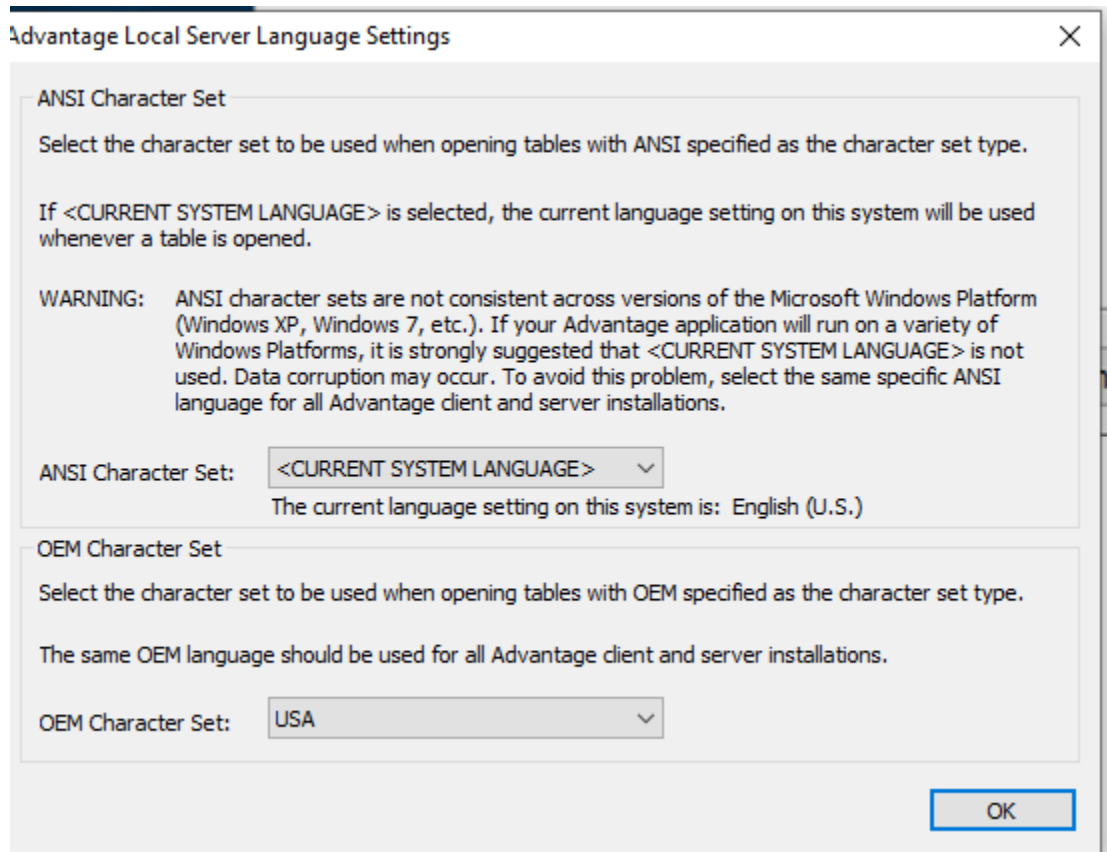 Advantage Local Server Language Settings
ANSI Character Set
Select the character set to be used when opening tables with ANSI specified as the character set type.
If <CURRENT SYSTEM LANGUAGE> is selected, the current language setting on this system will be used
whenever a table is opened.
WARNING: ANSI character sets are not consistent across versions of the Microsoft Windows Platform
(Windows XP, Windows 7, etc.). If your Advantage application will run on a variety of
Windows Platforms, it is strongly suggested that <CURRENT SYSTEM LANGUAGE> is not
used. Data corruption may occur. To avoid this problem, select the same specific ANSI
language for all Advantage client and server installations.
ANSI Character Set: <CURRENT SYSTEM LANGUAGE>
The current language setting on this system is: English (U.S.)
OEM Character Set
Select the character set to be used when opening tables with OEM specified as the character set type.
The same OEM language should be used for all Advantage client and server installations.
OEM Character Set: USA
OK